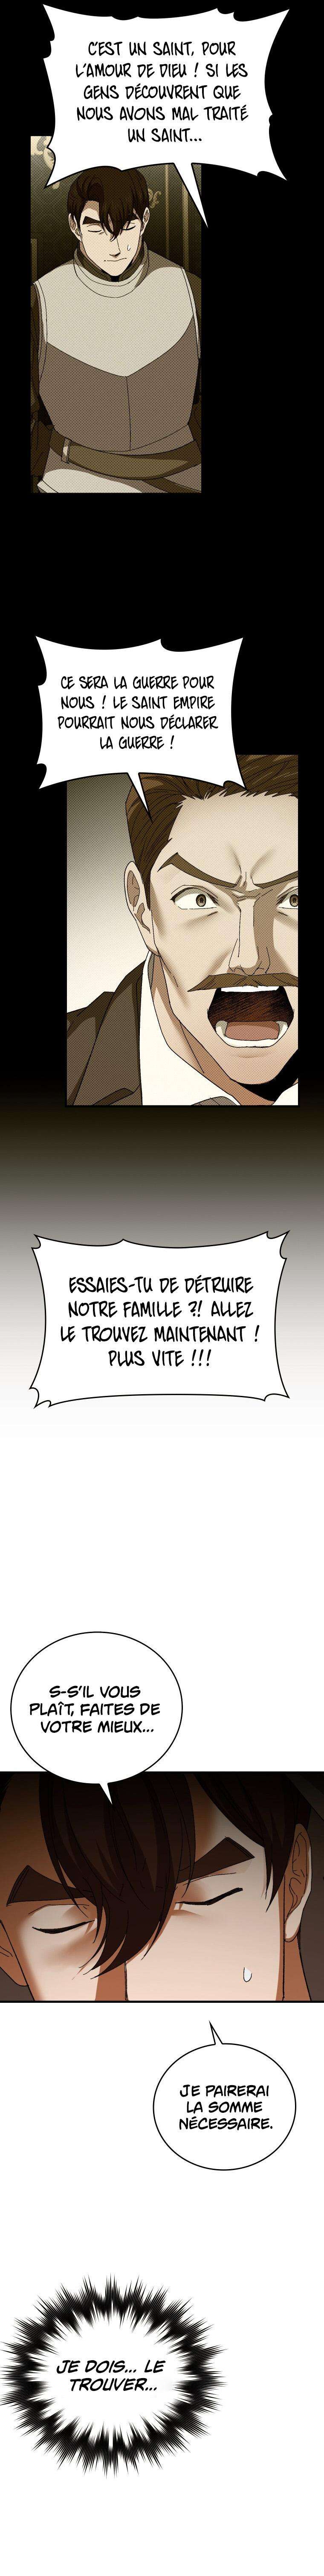 C'EST UN SAINT, POUR
L'AMOUR DE DIEU ! SI LES
GENS DÉCOUVRENT QUE
NOUS AVONS MAL TRAITÉ
UN SAINT...
CE SERA LA GUERRE POUR
NOUS ! LE SAINT EMPIRE
POURRAIT NOUS DÉCLARER
LA GUERRE !
ESSAIES-TU DE DÉTRUIRE
NOTRE FAMILLE ?! ALLEZ
LE TROUVEZ MAINTENANT !
PLUS VITE !!!
S-S'IL VOUS
PLAÎT, FAITES DE
VOTRE MIEUX...
JE PAIRERAI
LA SOMME
NÉCESSAIRE.
JE DOIS... LE
TROUVER...